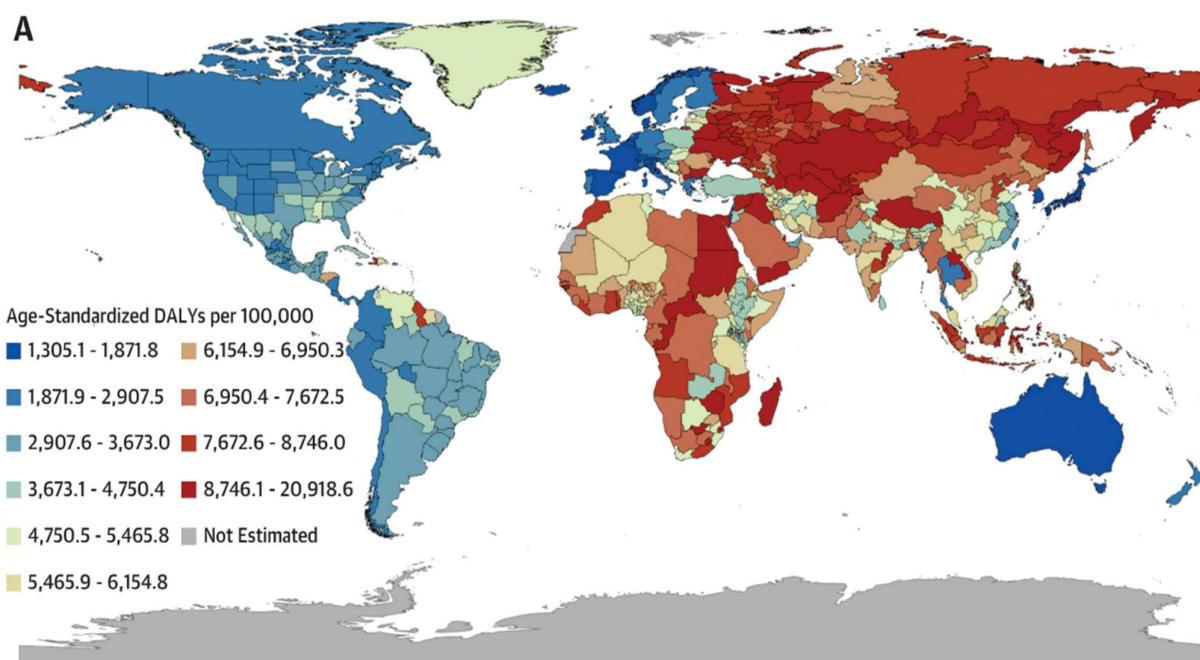 A
Age-Standardized DALYs per 100,000
1,305.1 - 1,871.8
6,154.9 - 6,950.3
1,871.9 - 2,907.5
6,950.4 - 7,672.5
2,907.6 - 3,673.0
7,672.6 - 8,746.0
3,673.1 - 4,750.4
8,746.1 - 20,918.6
4,750.5 - 5,465.8
Not Estimated
5,465.9 - 6,154.8